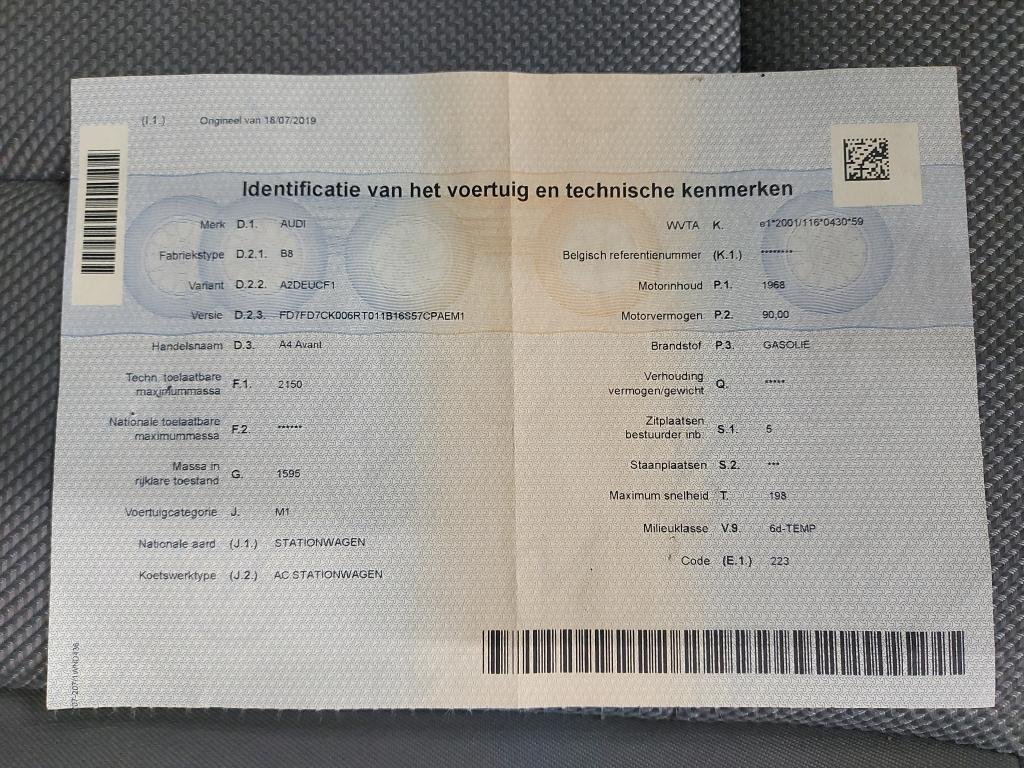 (I.1.) Origineel van 18/07/2019
Identificatie van het voertuig en technische kenmerken
Merk D.1. AUDI
Fabriekstype D.2.1. B8
Variant D.2.2. A2DEUCF1
Versie D.2.3. FD7FD7CK006RT011B16S57CPAEM1
Handelsnaam D.3. A4 Avant
Techn. toelaatbare
maximummassa F.1. 2150
Nationale toelaatbare
maximummassa F.2. ******
Massa in
rijklare toestand G. 1595
Voertuigcategorie J. M1
Nationale aard (J.1.) STATIONWAGEN
Koetswerktype (J.2.) AC STATIONWAGEN
WVTA K. e1*2001/116*0430*59
Belgisch referentienummer (K.1.) ********
Motorinhoud P.1. 1968
Motorvermogen P.2. 90,00
Brandstof P.3. GASOLIE
Verhouding
vermogen/gewicht Q. *****
Zitplaatsen
bestuurder inb. S.1. 5
Staanplaatsen S.2. ***
Maximum snelheid T. 198
Milieuklasse V.9. 6d-TEMP
Code (E.1.) 223